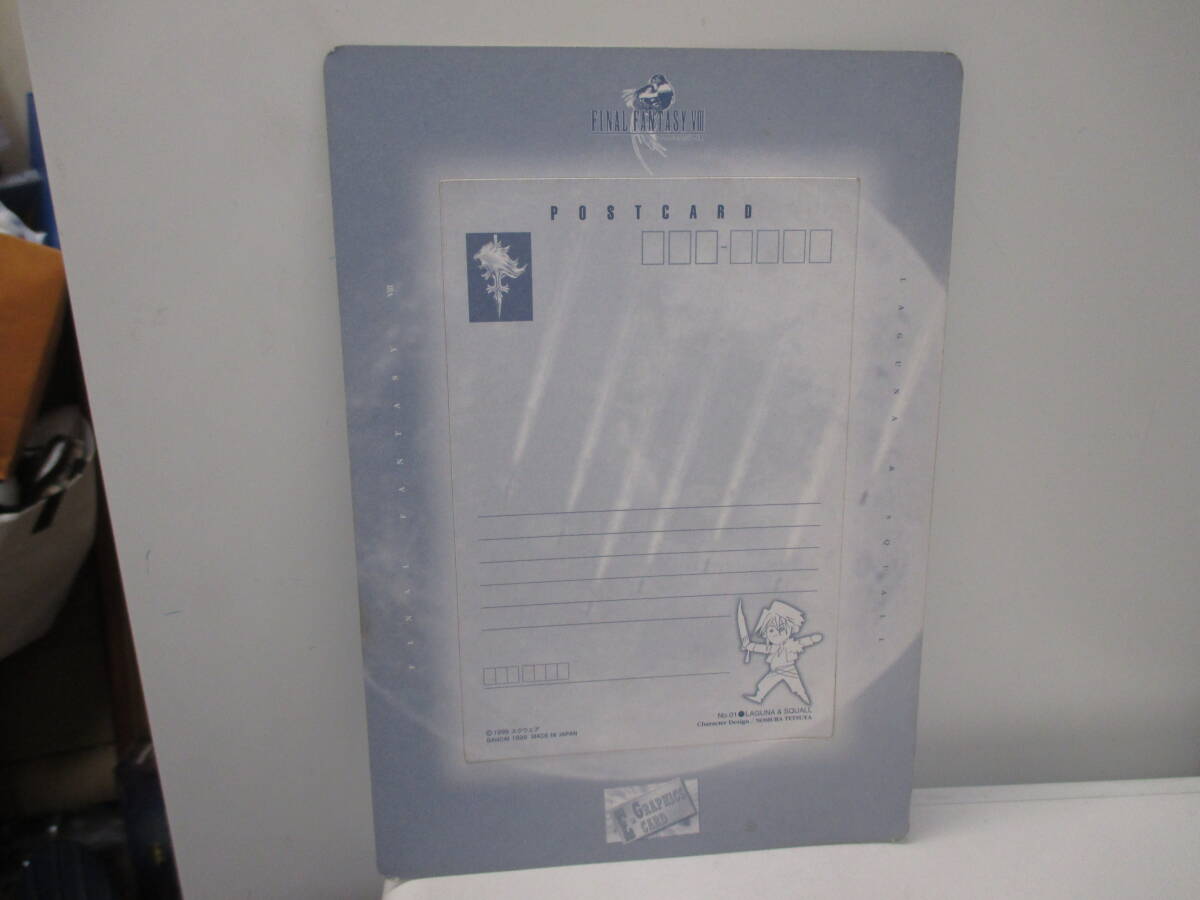 FINAL FANTASY VIII
POSTCARD
FINAL FANTASY VIII
LAGUNA & SQUALL
No.01●LAGUNA & SQUALL
Character Design : NOMURA TETSUYA
© 1999 スクウェア
BANDAI 1999 MADE IN JAPAN
E-GRAPHICS
CARD